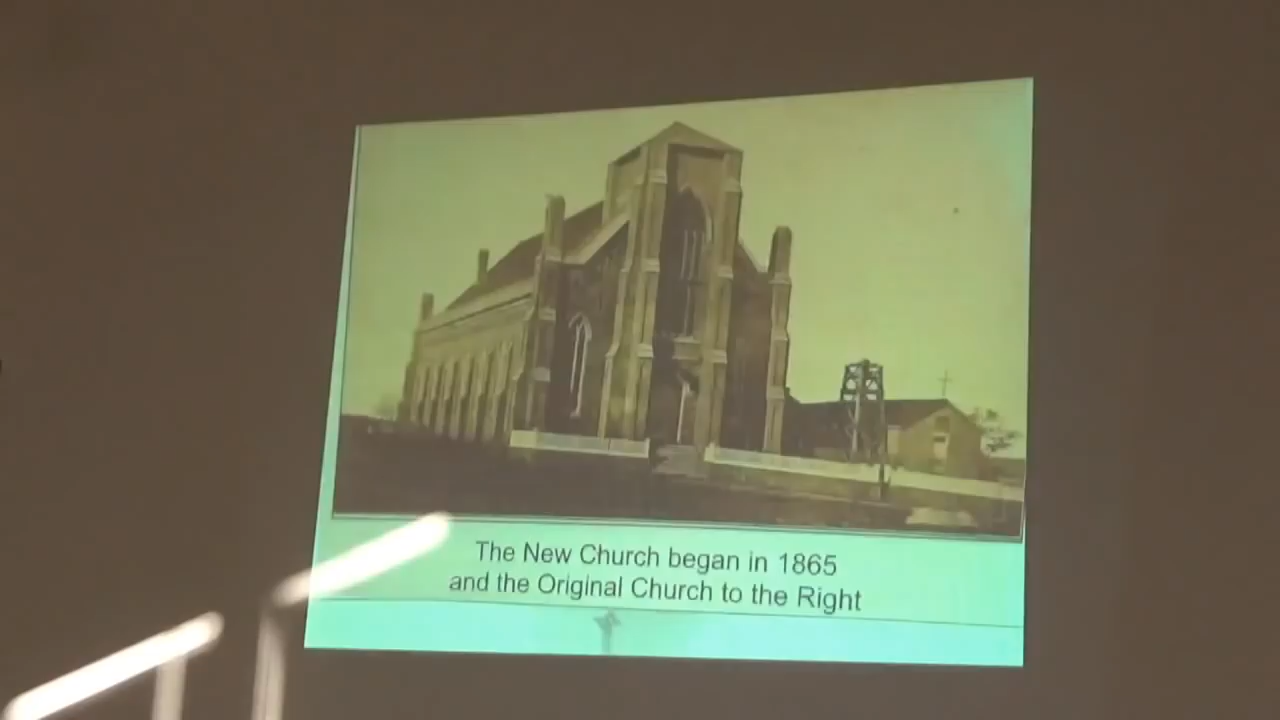 The New Church began in 1865
and the Original Church to the Right